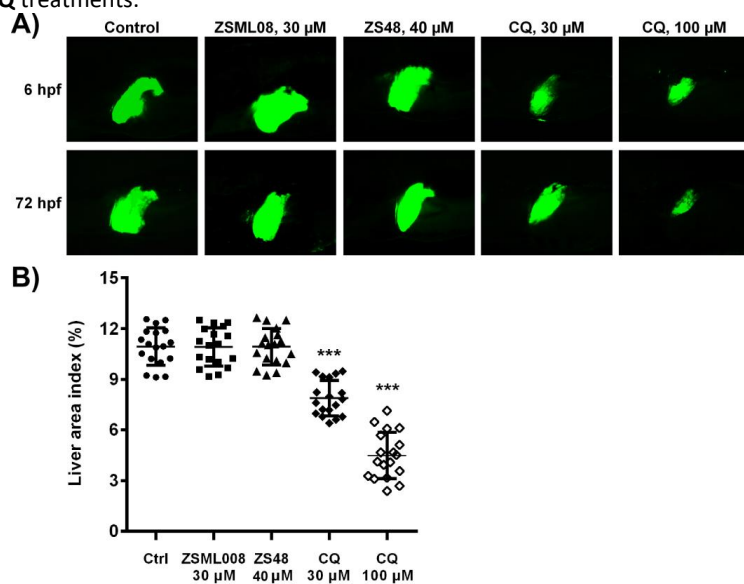 Q treatments.
A)
Control ZSML08, 30 µM ZS48, 40 µM CQ, 30 µM CQ, 100 µM
6 hpf
72 hpf
B)
Liver area index (%)
15
12
9
6
3
0
***
***
Ctrl ZSML008 ZS48 CQ CQ
30 µM 40 µM 30 µM 100 µM